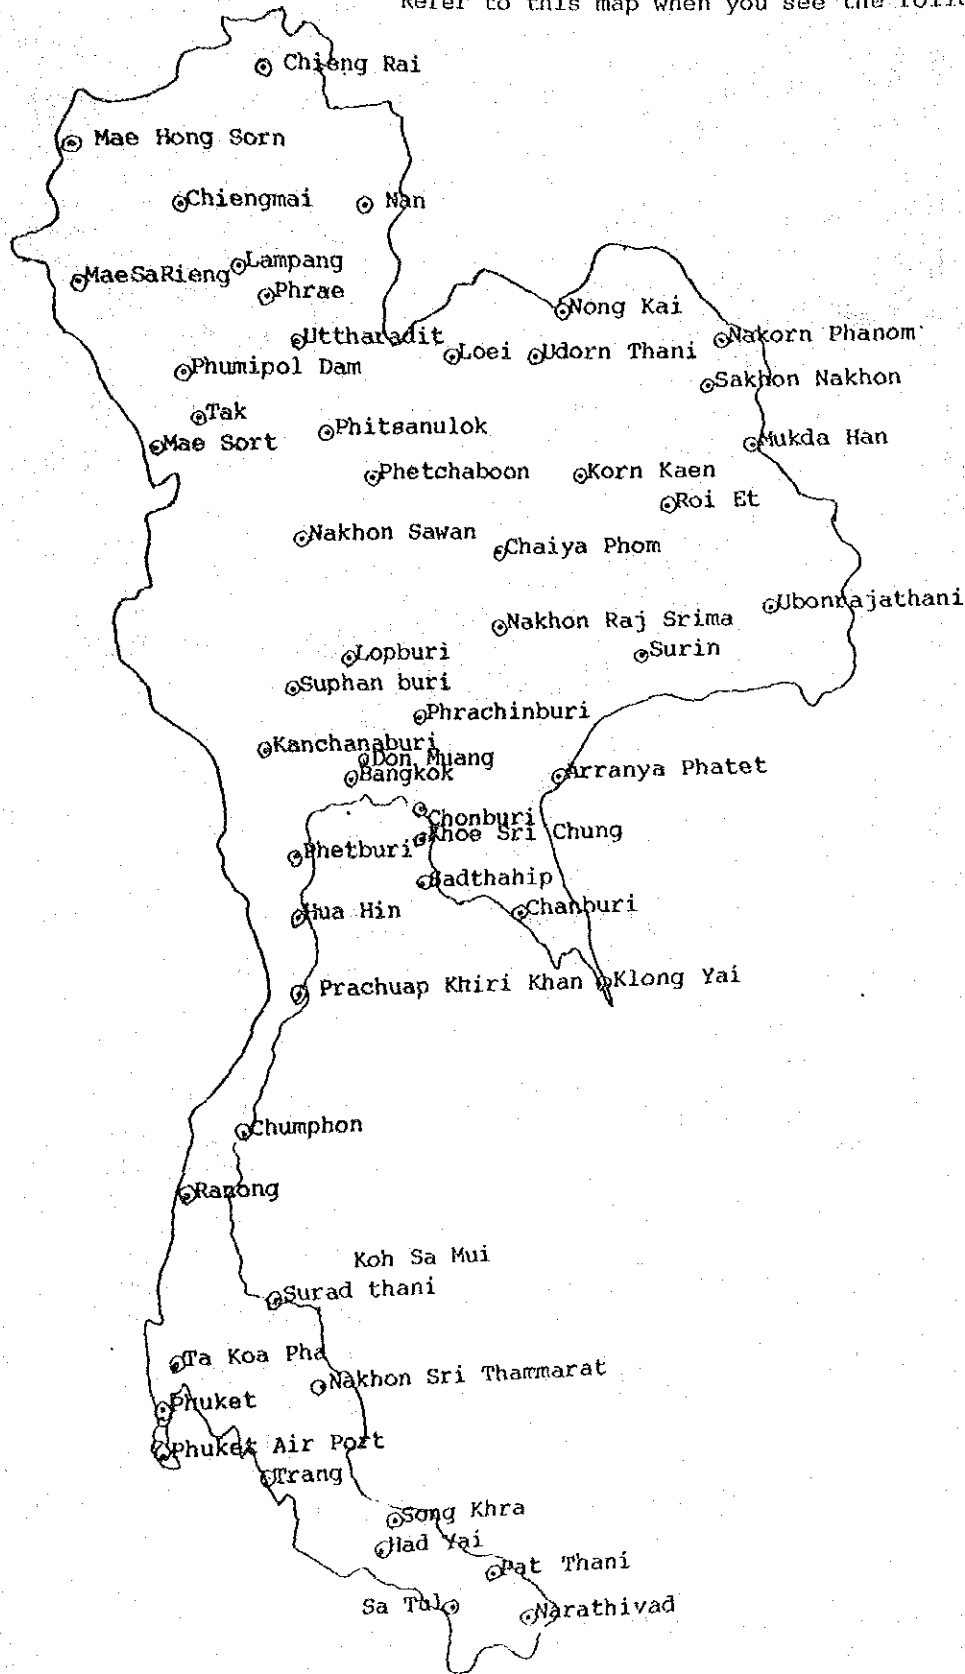 Refer to this map when you see the
Chieng Rai
Mae Hong Sorn
Chiengmai
Nan
Lampang
MaeSaRieng
Phrae
Nong Kai
Uttharadit
Nakorn Phanom
Loei
Udorn Thani
Phumipol Dam
Sakhon Nakhon
Tak
Phitsanulok
Mae Sort
Mukda Han
Phetchaboon
Korn Kaen
Roi Et
Nakhon Sawan
Chaiya Phom
Ubonrajathani
Nakhon Raj Srima
Lopburi
Surin
Suphan buri
Phrachinburi
Kanchanaburi
Don Muang
Bangkok
Arranya Phatet
Chonburi
Khoe Sri Chung
Phetburi
Sadthahip
Hua Hin
Chanburi
Prachuap Khiri Khan
Klong Yai
Chumphon
Ranong
Koh Sa Mui
Surad thani
Ta Koa Pha
Nakhon Sri Thammarat
Phuket
Phuket Air Port
Trang
Song Khra
Had Yai
Pat Thani
Sa Tul
Narathivad